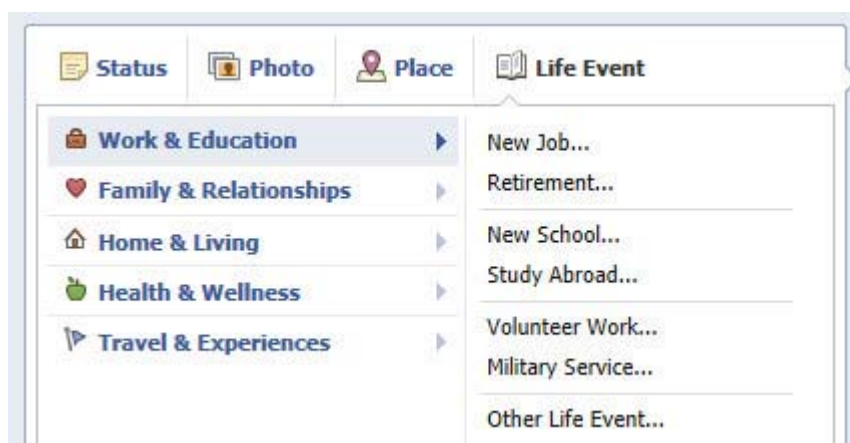 Status Photo Place Life Event
Work & Education
Family & Relationships
Home & Living
Health & Wellness
Travel & Experiences
New Job...
Retirement...
New School...
Study Abroad...
Volunteer Work...
Military Service...
Other Life Event...